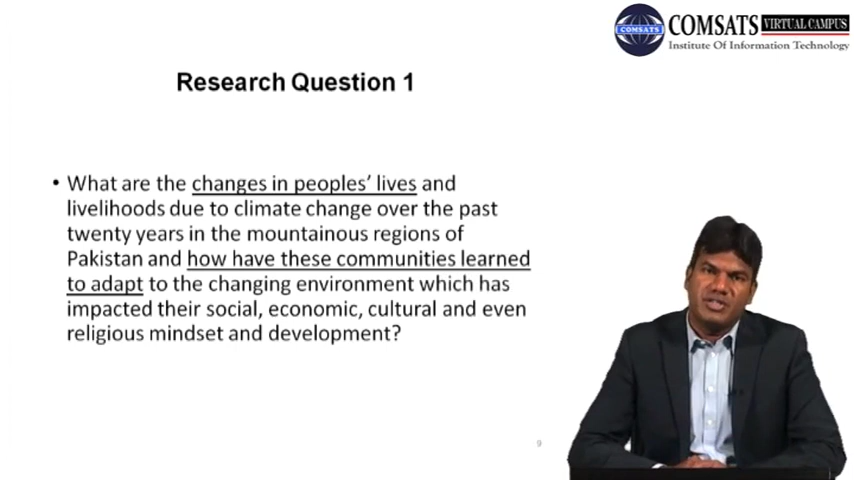 COMSATS
COMSATS VIRTUAL CAMPUS
Institute Of Information Technology
Research Question 1
• What are the changes in peoples' lives and
livelihoods due to climate change over the past
twenty years in the mountainous regions of
Pakistan and how have these communities learned
to adapt to the changing environment which has
impacted their social, economic, cultural and even
religious mindset and development?
9